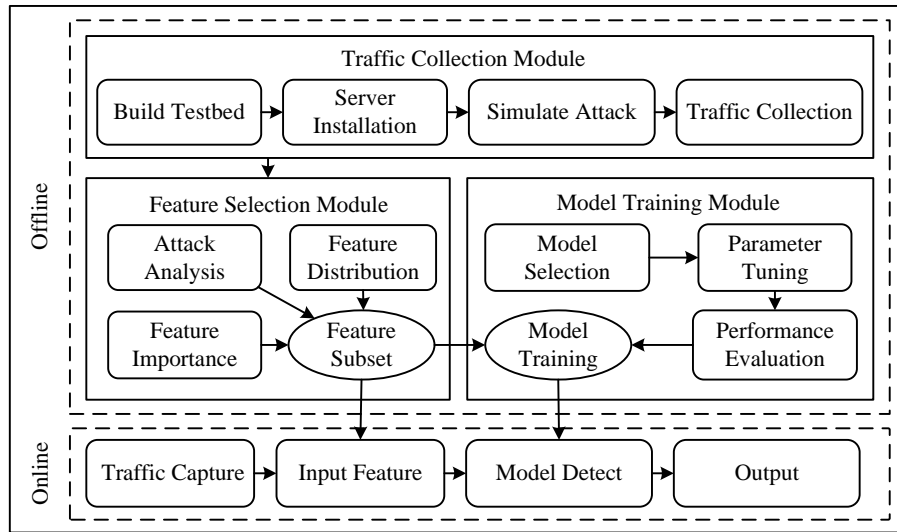 Offline
Traffic Collection Module
Build Testbed
Server
Installation
Simulate Attack
Traffic Collection
Feature Selection Module
Attack
Analysis
Feature
Distribution
Feature
Importance
Feature
Subset
Model Training Module
Model
Selection
Parameter
Tuning
Model
Training
Performance
Evaluation
Online
Traffic Capture
Input Feature
Model Detect
Output